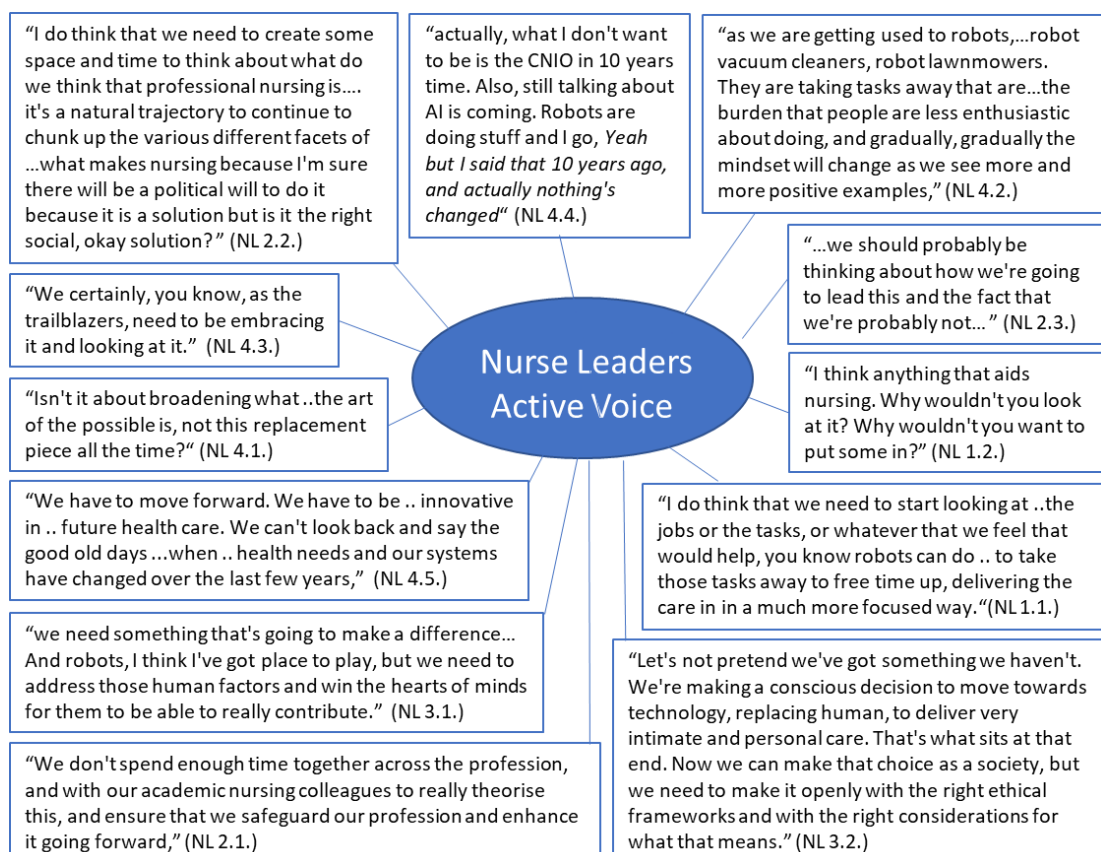 “I do think that we need to create some
space and time to think about what do
we think that professional nursing is....
it's a natural trajectory to continue to
chunk up the various different facets of
...what makes nursing because I'm sure
there will be a political will to do it
because it is a solution but is it the right
social, okay solution?” (NL 2.2.)
“actually, what I don't want
to be is the CNIO in 10 years
time. Also, still talking about
AI is coming. Robots are
doing stuff and I go, Yeah
but I said that 10 years ago,
and actually nothing's
changed“ (NL 4.4.)
“as we are getting used to robots,...robot
vacuum cleaners, robot lawnmowers.
They are taking tasks away that are...the
burden that people are less enthusiastic
about doing, and gradually, gradually the
mindset will change as we see more and
more positive examples,” (NL 4.2.)
“...we should probably be
thinking about how we're going
to lead this and the fact that
we're probably not... ” (NL 2.3.)
“We certainly, you know, as the
trailblazers, need to be embracing
it and looking at it.”  (NL 4.3.)
Nurse Leaders
Active Voice
“I think anything that aids
nursing. Why wouldn't you look
at it? Why wouldn't you want to
put some in?” (NL 1.2.)
“Isn't it about broadening what ..the art
of the possible is, not this replacement
piece all the time?“ (NL 4.1.)
“We have to move forward. We have to be .. innovative
in .. future health care. We can't look back and say the
good old days ...when .. health needs and our systems
have changed over the last few years,”  (NL 4.5.)
“I do think that we need to start looking at ..the
jobs or the tasks, or whatever that we feel that
would help, you know robots can do .. to take
those tasks away to free time up, delivering the
care in in a much more focused way.“(NL 1.1.)
“we need something that's going to make a difference...
And robots, I think I've got place to play, but we need to
address those human factors and win the hearts of minds
for them to be able to really contribute.”  (NL 3.1.)
“Let's not pretend we've got something we haven't.
We're making a conscious decision to move towards
technology, replacing human, to deliver very
intimate and personal care. That's what sits at that
end. Now we can make that choice as a society, but
we need to make it openly with the right ethical
frameworks and with the right considerations for
what that means.” (NL 3.2.)
“We don't spend enough time together across the profession,
and with our academic nursing colleagues to really theorise
this, and ensure that we safeguard our profession and enhance
it going forward,” (NL 2.1.)